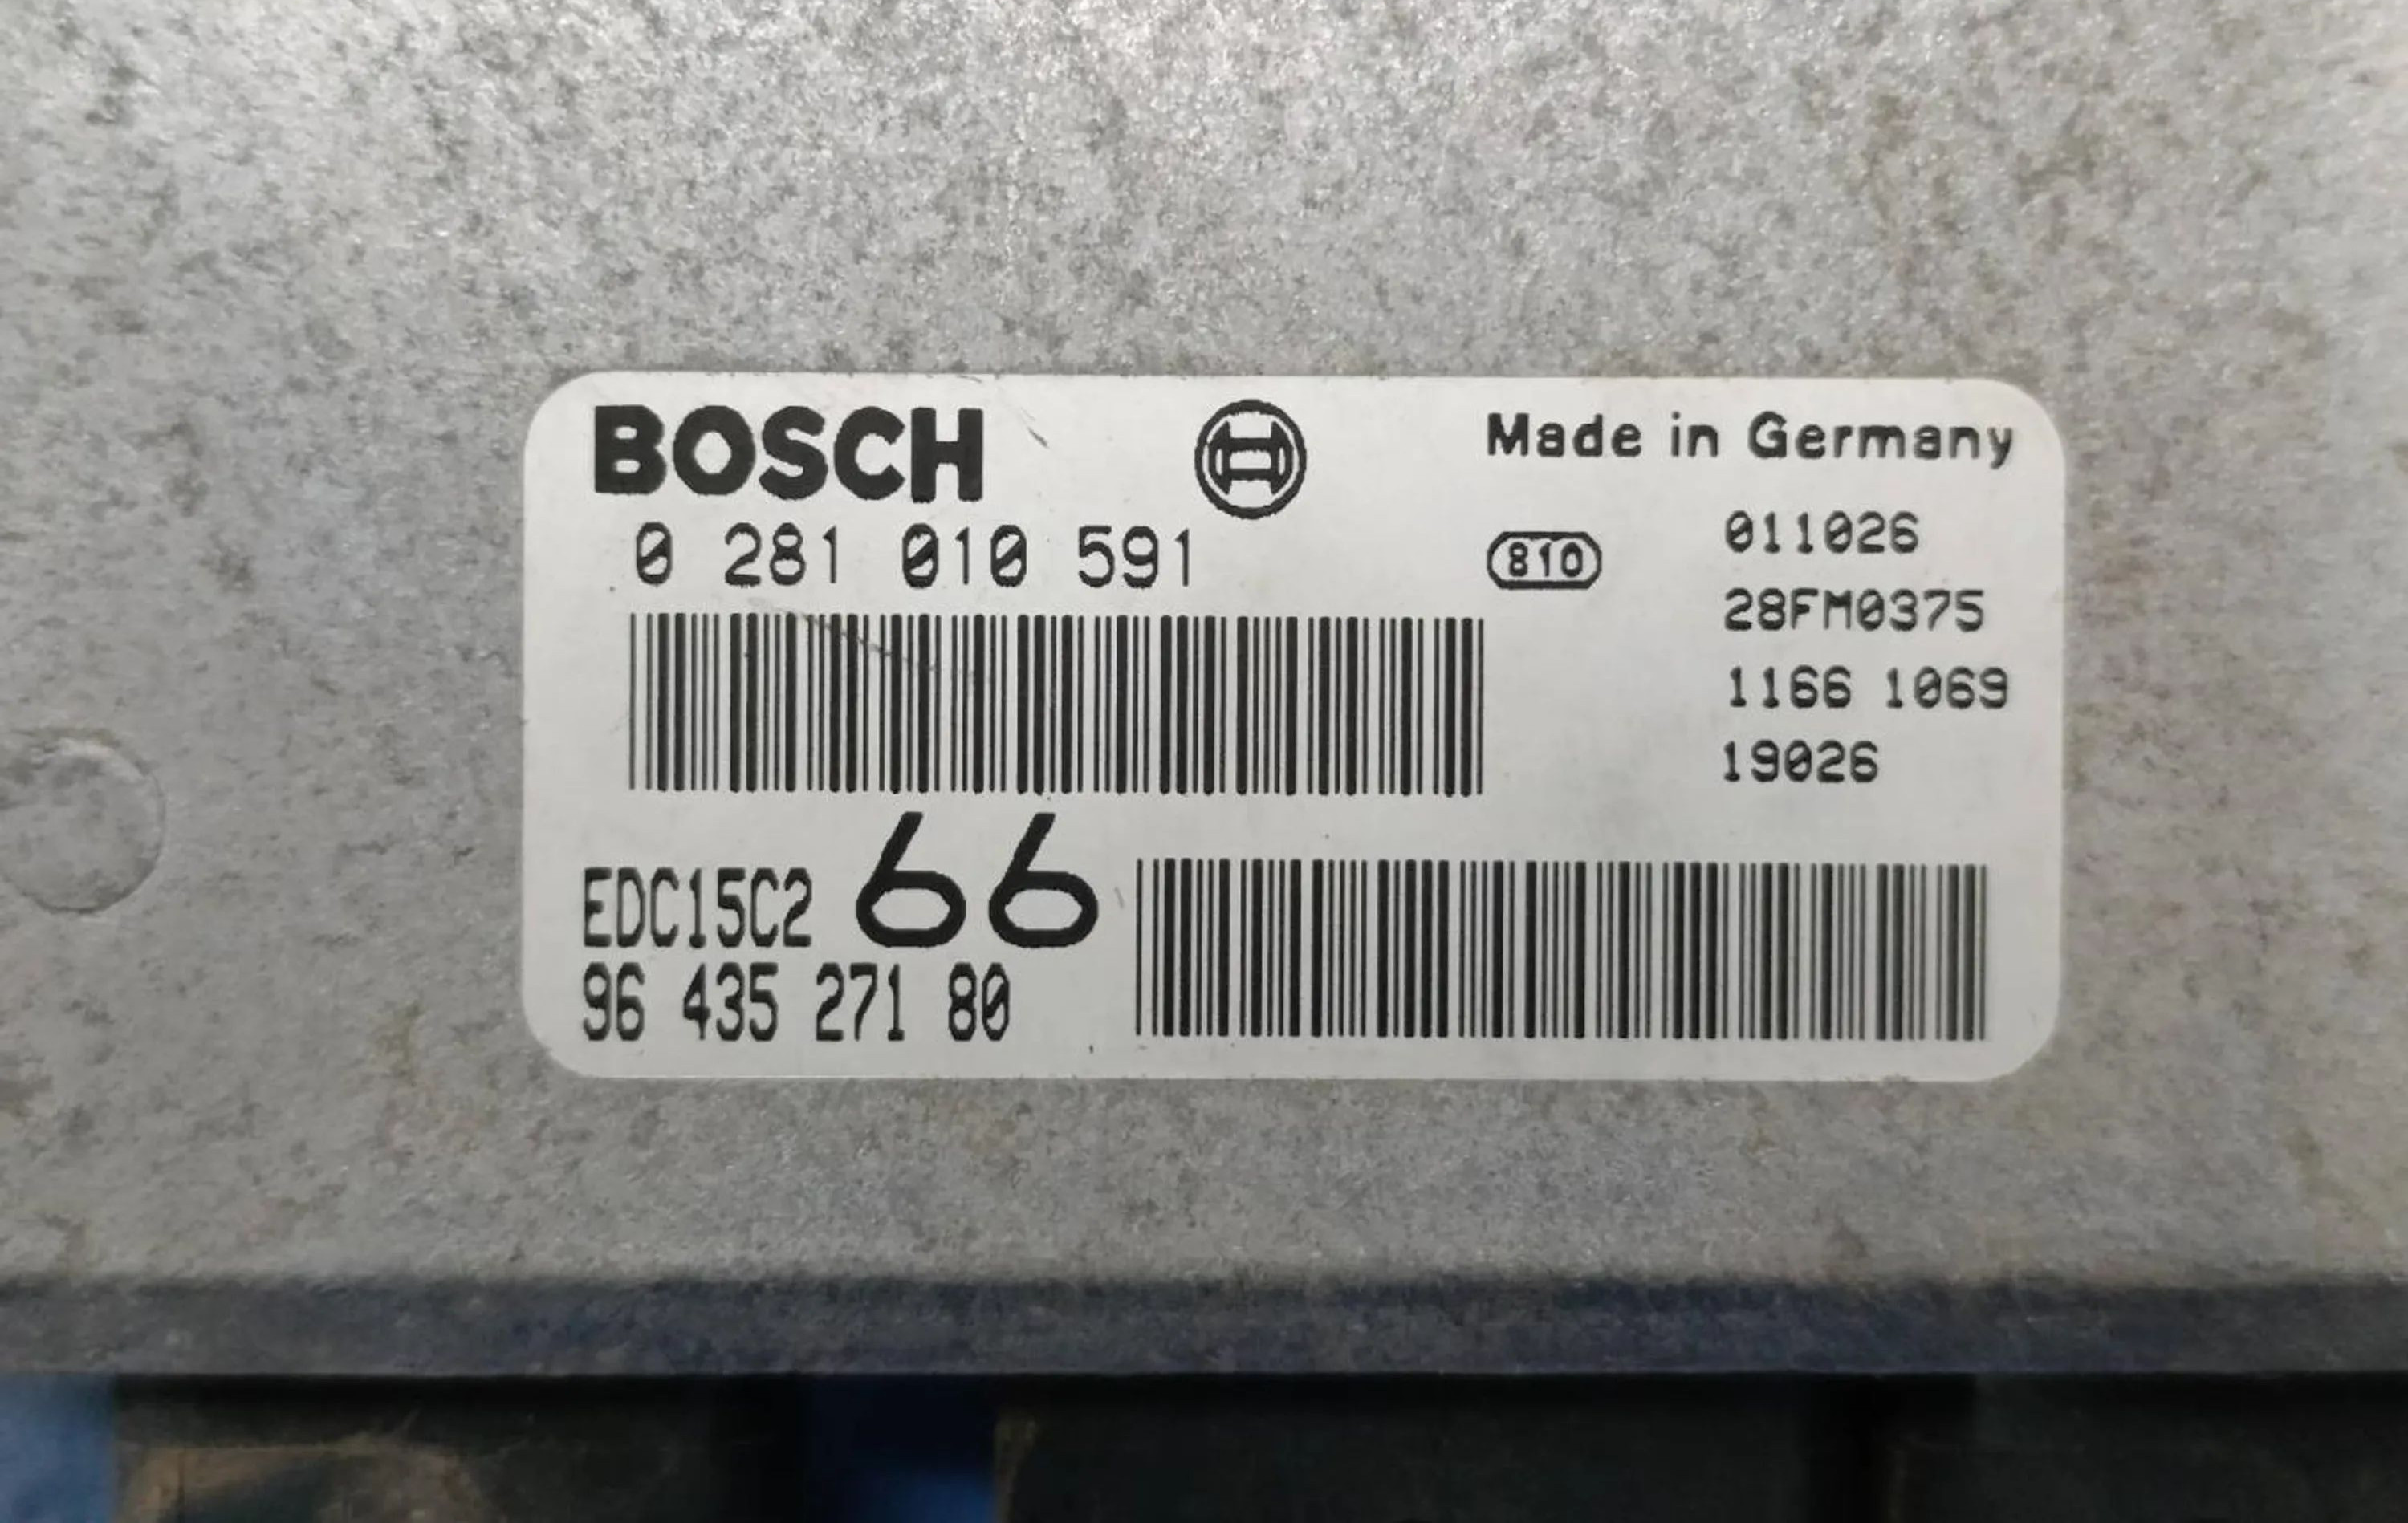 BOSCH
Made in Germany
0 281 010 591
810
011026
28FM0375
1166 1069
19026
EDC15C2 66
96 435 271 80